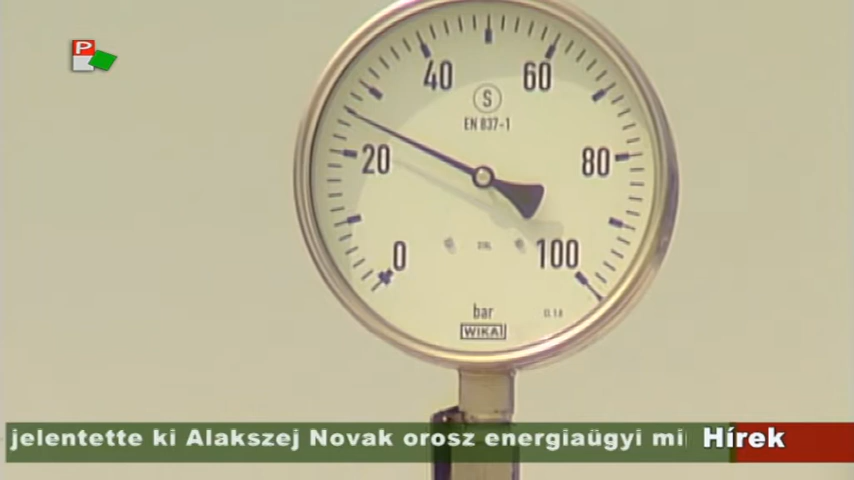 P
40
60
S
EN 837-1
20
80
0
100
bar
WIKA
jelentette ki Alakszej Novak orosz energiaügyi mi
Hírek